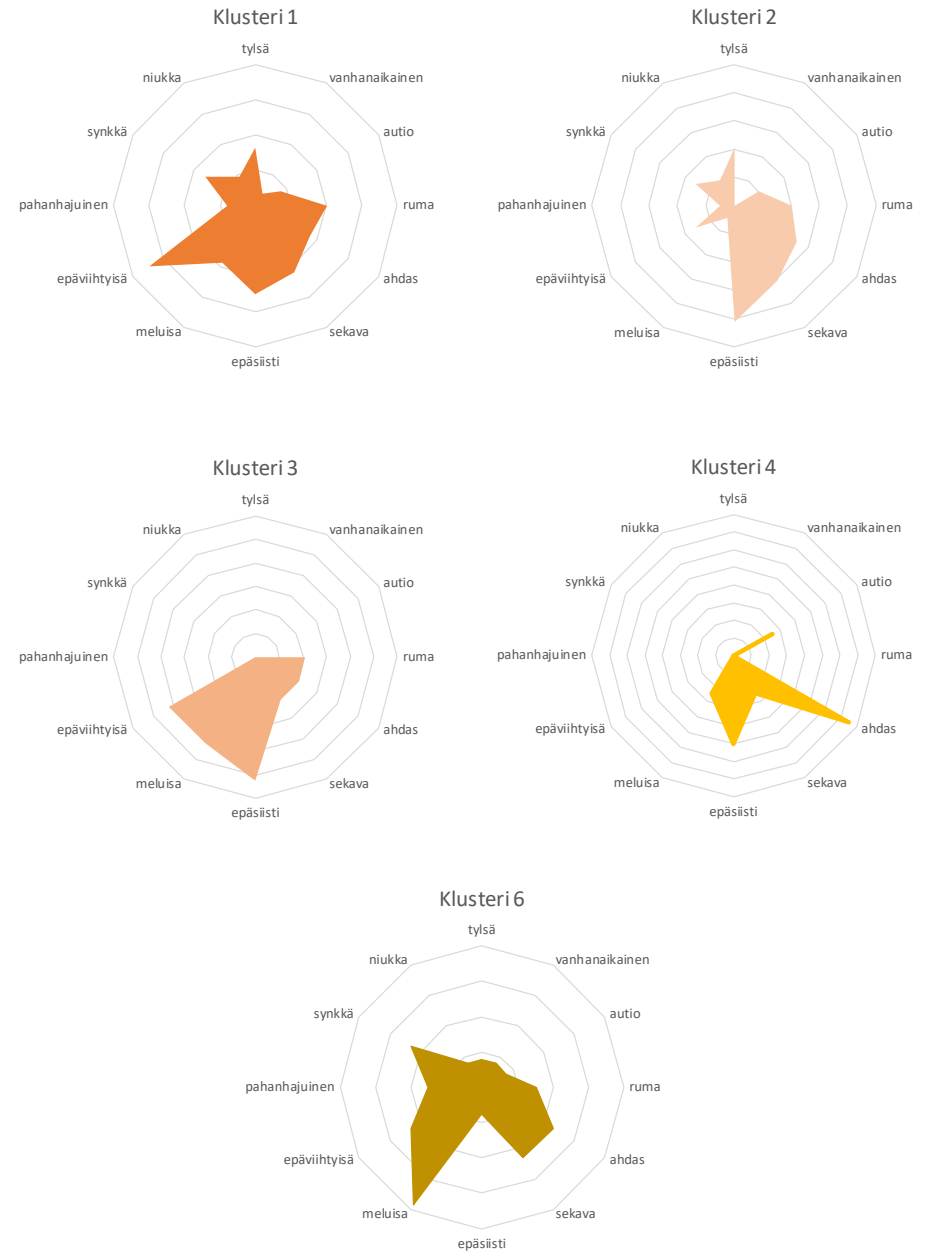 Klusteri 1
tylsä
vanhanaikainen
autio
ruma
ahdas
sekava
epäsiisti
meluisa
epäviihtyisä
pahanhajuinen
synkkä
niukka
Klusteri 2
tylsä
vanhanaikainen
autio
ruma
ahdas
sekava
epäsiisti
meluisa
epäviihtyisä
pahanhajuinen
synkkä
niukka
Klusteri 3
tylsä
vanhanaikainen
autio
ruma
ahdas
sekava
epäsiisti
meluisa
epäviihtyisä
pahanhajuinen
synkkä
niukka
Klusteri 4
tylsä
vanhanaikainen
autio
ruma
ahdas
sekava
epäsiisti
meluisa
epäviihtyisä
pahanhajuinen
synkkä
niukka
Klusteri 6
tylsä
vanhanaikainen
autio
ruma
ahdas
sekava
epäsiisti
meluisa
epäviihtyisä
pahanhajuinen
synkkä
niukka